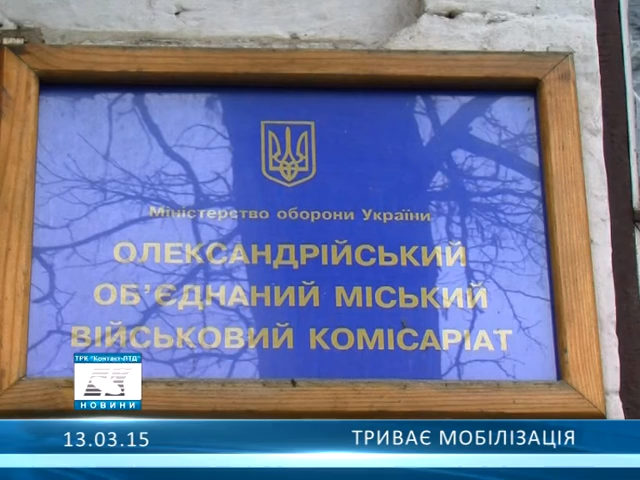 Міністерство оборони України
ОЛЕКСАНДРІЙСЬКИЙ
ОБ'ЄДНАНИЙ МІСЬКИЙ
ВІЙСЬКОВИЙ КОМІСАРІАТ
ТРК "Контакт-ЛТД"
НОВИНИ
13.03.15 ТРИВАЄ МОБІЛІЗАЦІЯ